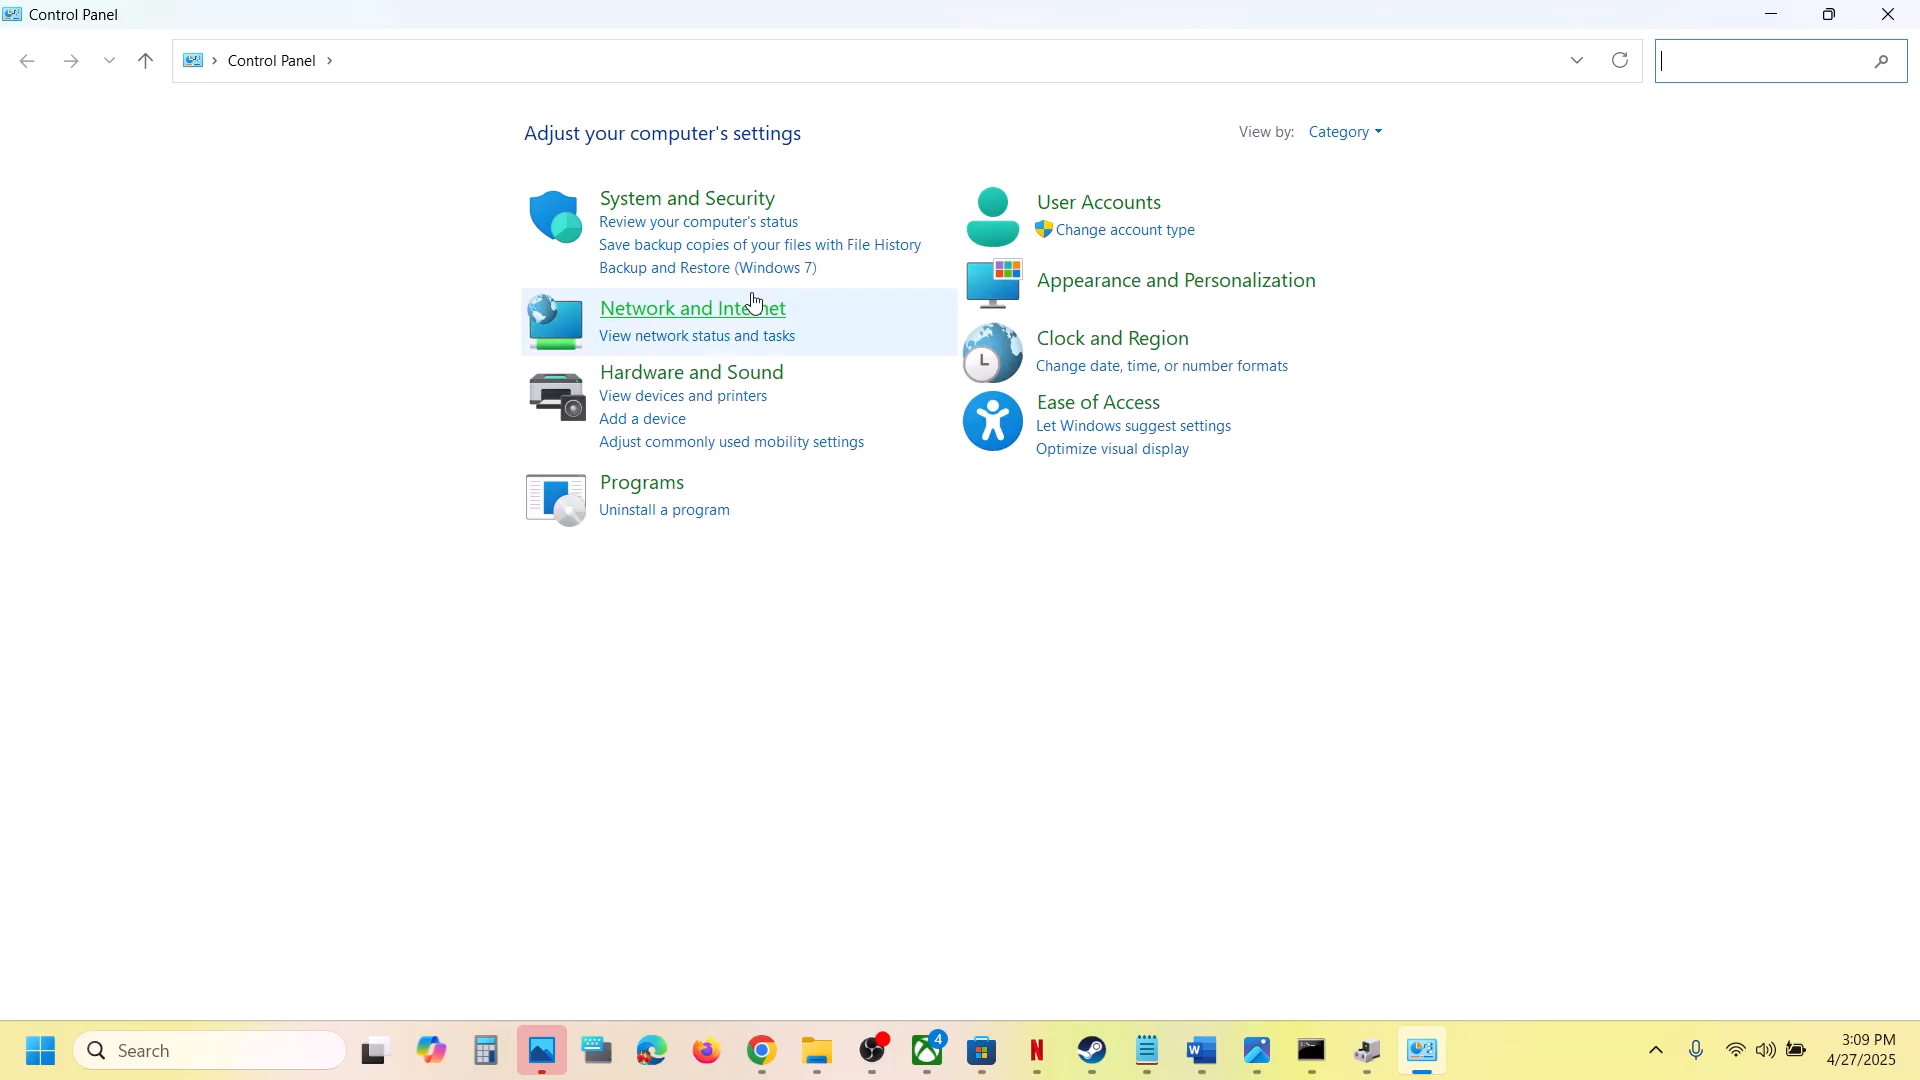 Control Panel
Control Panel
Adjust your computer's settings
View by: Category
System and Security
Review your computer's status
Save backup copies of your files with File History
Backup and Restore (Windows 7)
Network and Internet
View network status and tasks
Hardware and Sound
View devices and printers
Add a device
Adjust commonly used mobility settings
Programs
Uninstall a program
User Accounts
Change account type
Appearance and Personalization
Clock and Region
Change date, time, or number formats
Ease of Access
Let Windows suggest settings
Optimize visual display
Search
4
3:09 PM
4/27/2025